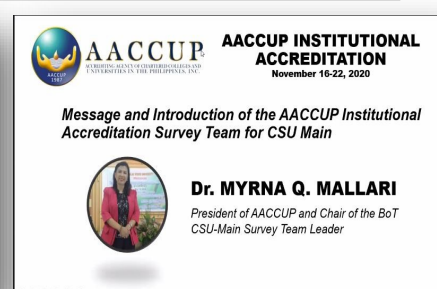 AACCUP
ACCREDITING AGENCY OF CHARTERED COLLEGES AND
UNIVERSITIES IN THE PHILIPPINES, INC.
AACCUP
1987
AACCUP INSTITUTIONAL
ACCREDITATION
November 16-22, 2020
Message and Introduction of the AACCUP Institutional
Accreditation Survey Team for CSU Main
Dr. MYRNA Q. MALLARI
President of AACCUP and Chair of the BoT
CSU-Main Survey Team Leader